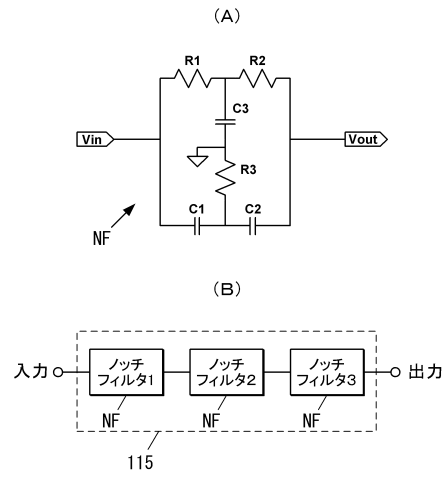 (A)
R1
R2
C3
Vin
Vout
R3
C1
C2
NF
(B)
入力
ノッチ
フィルタ1
ノッチ
フィルタ2
ノッチ
フィルタ3
出力
NF
NF
NF
115